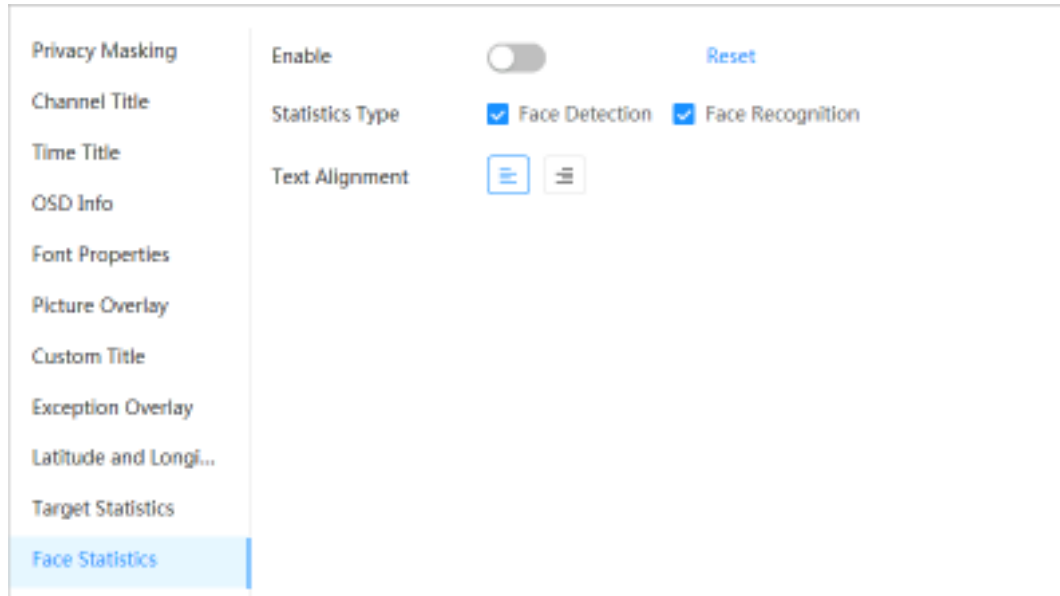 Privacy Masking
Channel Title
Time Title
OSD Info
Font Properties
Picture Overlay
Custom Title
Exception Overlay
Latitude and Longi...
Target Statistics
Face Statistics
Enable Reset
Statistics Type Face Detection Face Recognition
Text Alignment